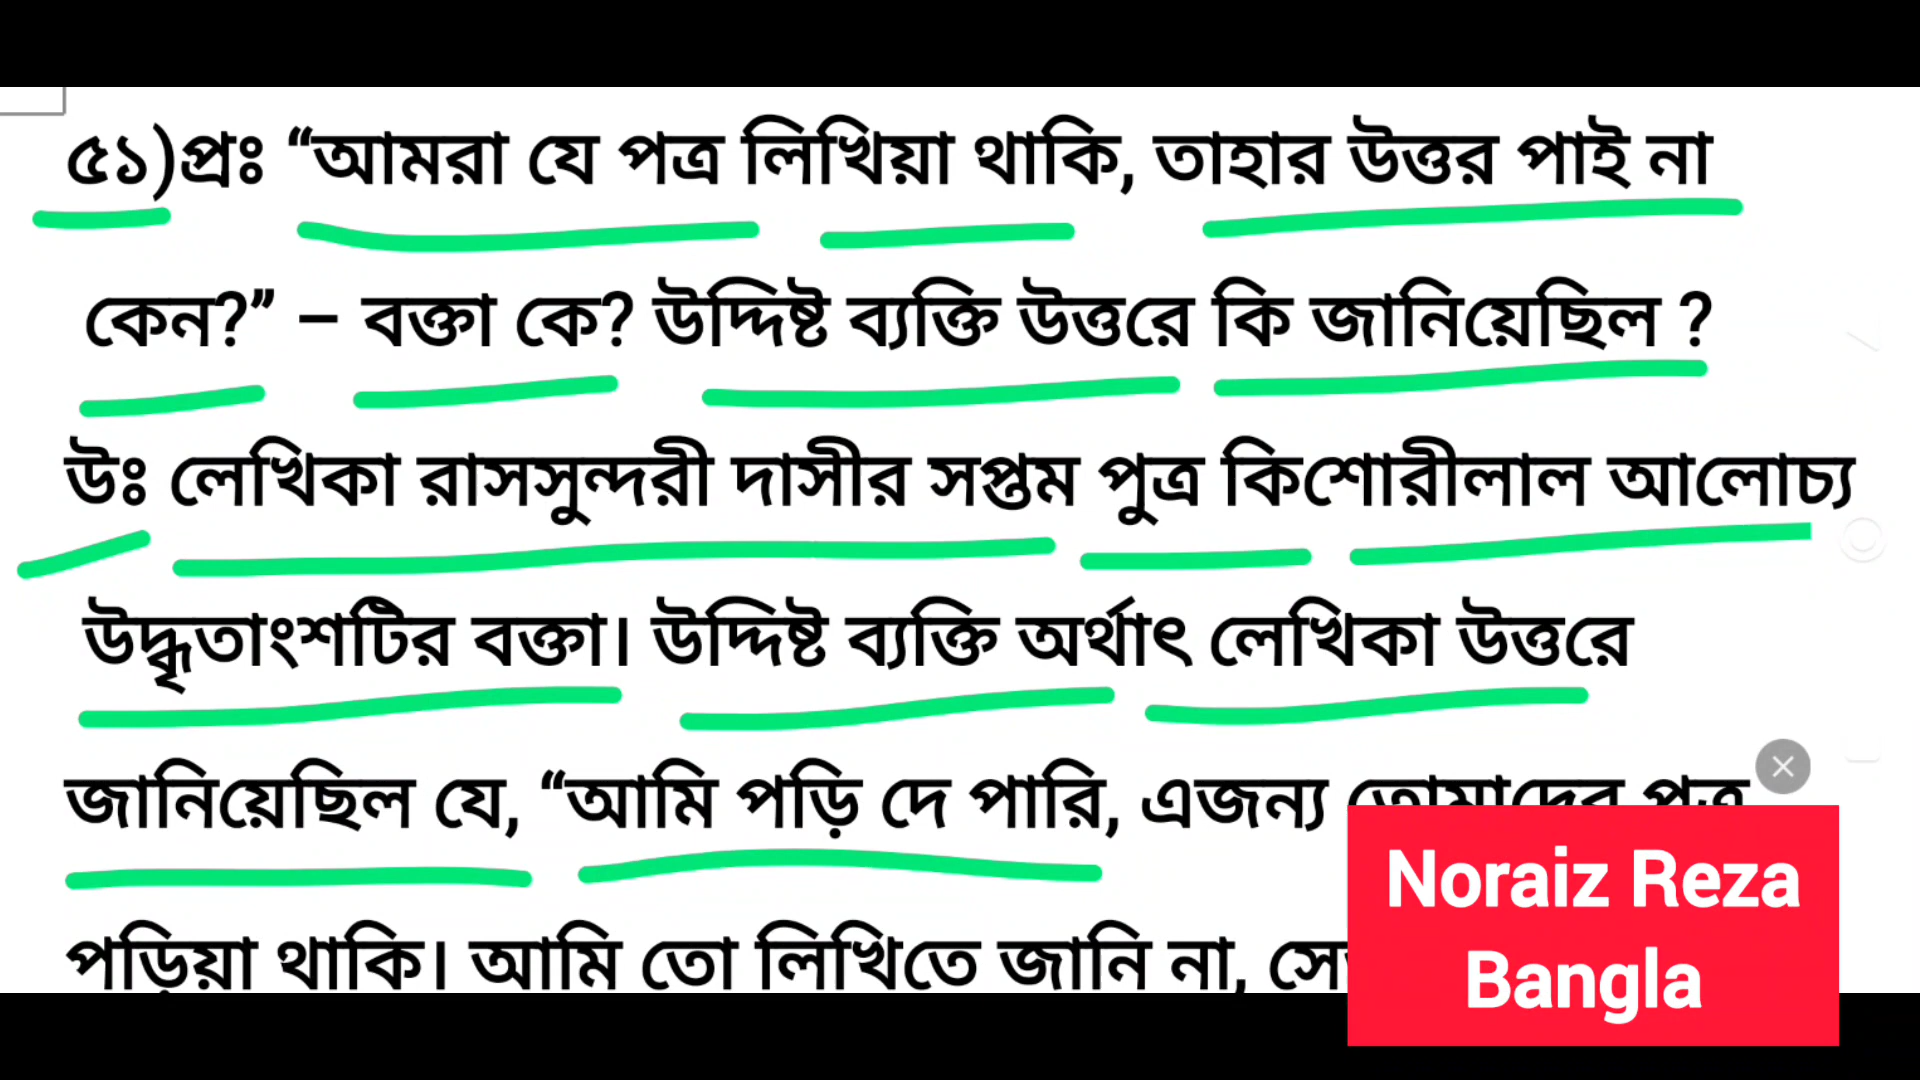 ৫১)প্রঃ “আমরা যে পত্র লিখিয়া থাকি, তাহার উত্তর পাই না
কেন?” – বক্তা কে? উদ্দিষ্ট ব্যক্তি উত্তরে কি জানিয়েছিল ?
উঃ লেখিকা রাসসুন্দরী দাসীর সপ্তম পুত্র কিশোরীলাল আলোচ্য
উদ্ধৃতাংশটির বক্তা। উদ্দিষ্ট ব্যক্তি অর্থাৎ লেখিকা উত্তরে
জানিয়েছিল যে, “আমি পড়ি দে পারি, এজন্য তোমাদের পত্র
পড়িয়া থাকি। আমি তো লিখিতে জানি না,
Noraiz Reza
Bangla